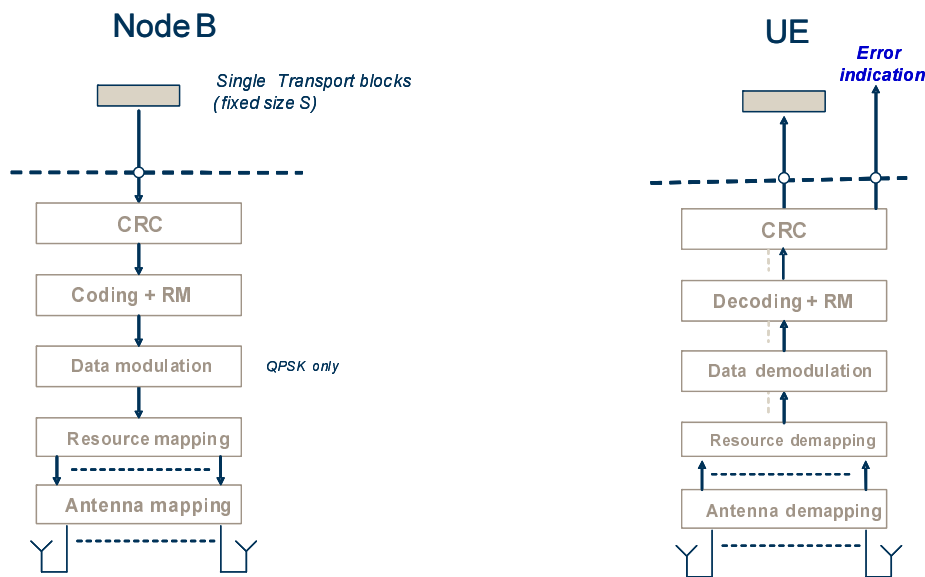 Node B
Single Transport blocks
(fixed size S)
CRC
Coding + RM
Data modulation
QPSK only
Resource mapping
Antenna mapping
UE
Error
indication
CRC
Decoding + RM
Data demodulation
Resource demapping
Antenna demapping